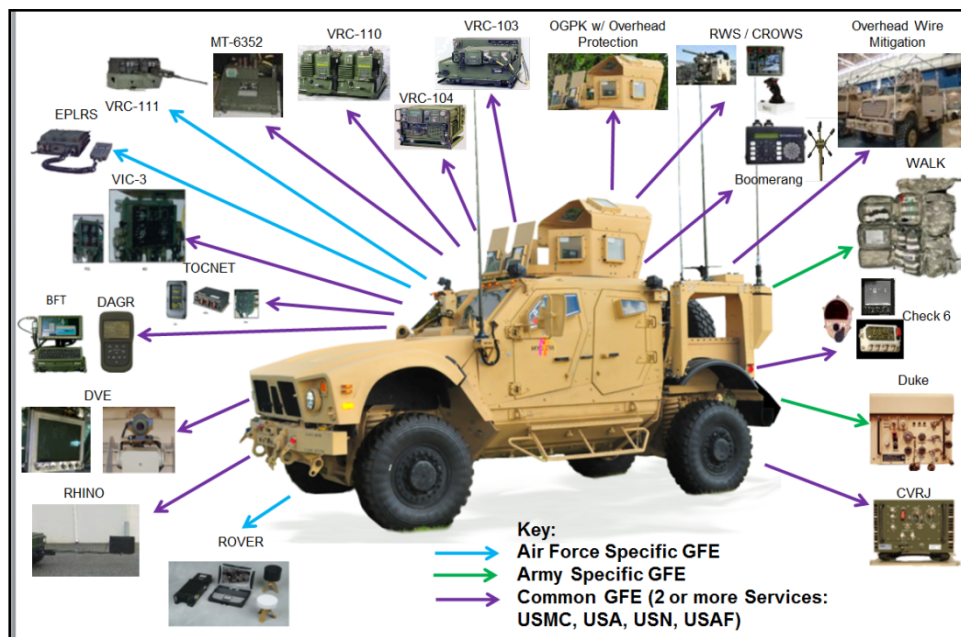 VRC-111
MT-6352
VRC-110
VRC-103
VRC-104
OGPK w/ Overhead
Protection
RWS / CROWS
Overhead Wire
Mitigation
EPLRS
VIC-3
TOCNET
BFT
DAGR
DVE
RHINO
ROVER
Boomerang
WALK
Check 6
Duke
CVRJ
Key:
Air Force Specific GFE
Army Specific GFE
Common GFE (2 or more Services:
USMC, USA, USN, USAF)